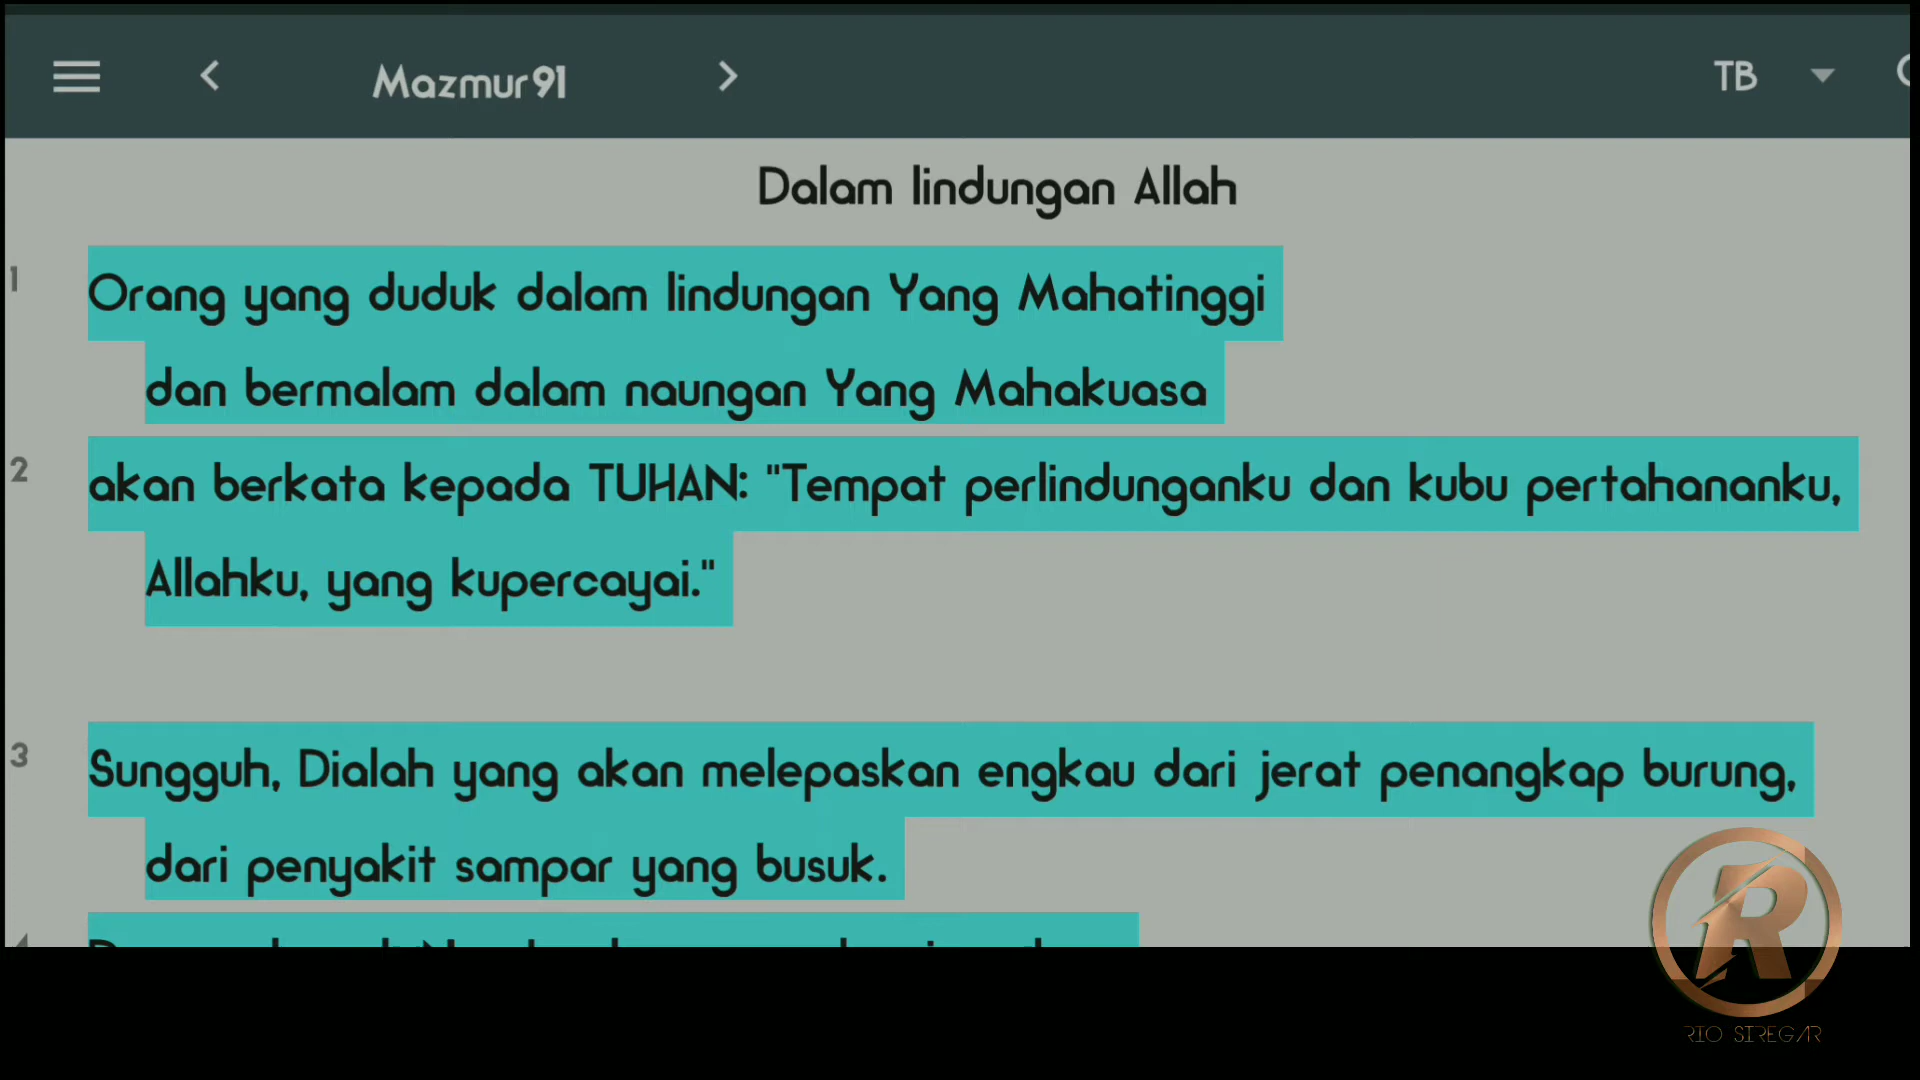 Mazmur 91
TB
Dalam lindungan Allah
1 Orang yang duduk dalam lindungan Yang Mahatinggi
dan bermalam dalam naungan Yang Mahakuasa
2 akan berkata kepada TUHAN: "Tempat perlindunganku dan kubu pertahananku,
Allahku, yang kupercayai."
3 Sungguh, Dialah yang akan melepaskan engkau dari jerat penangkap burung,
dari penyakit sampar yang busuk.
R
RIO SIREGAR